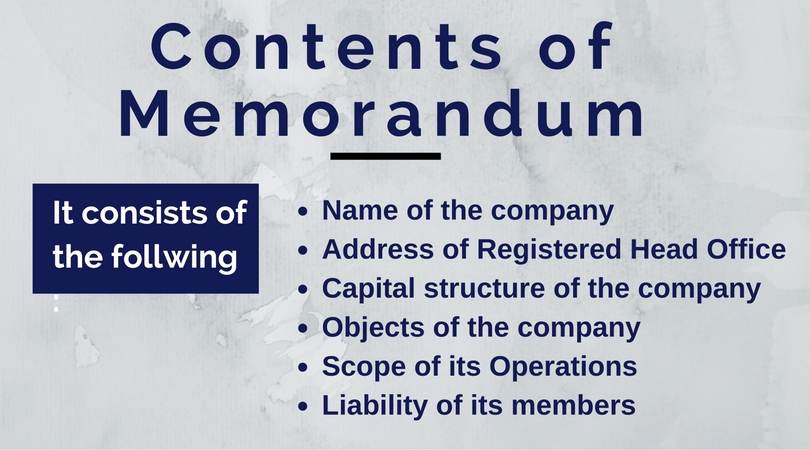 Contents of
Memorandum
It consists of
the follwing
:
• Name of the company
• Address of Registered Head Office
• Capital structure of the company
• Objects of the company
• Scope of its Operations
• Liability of its members